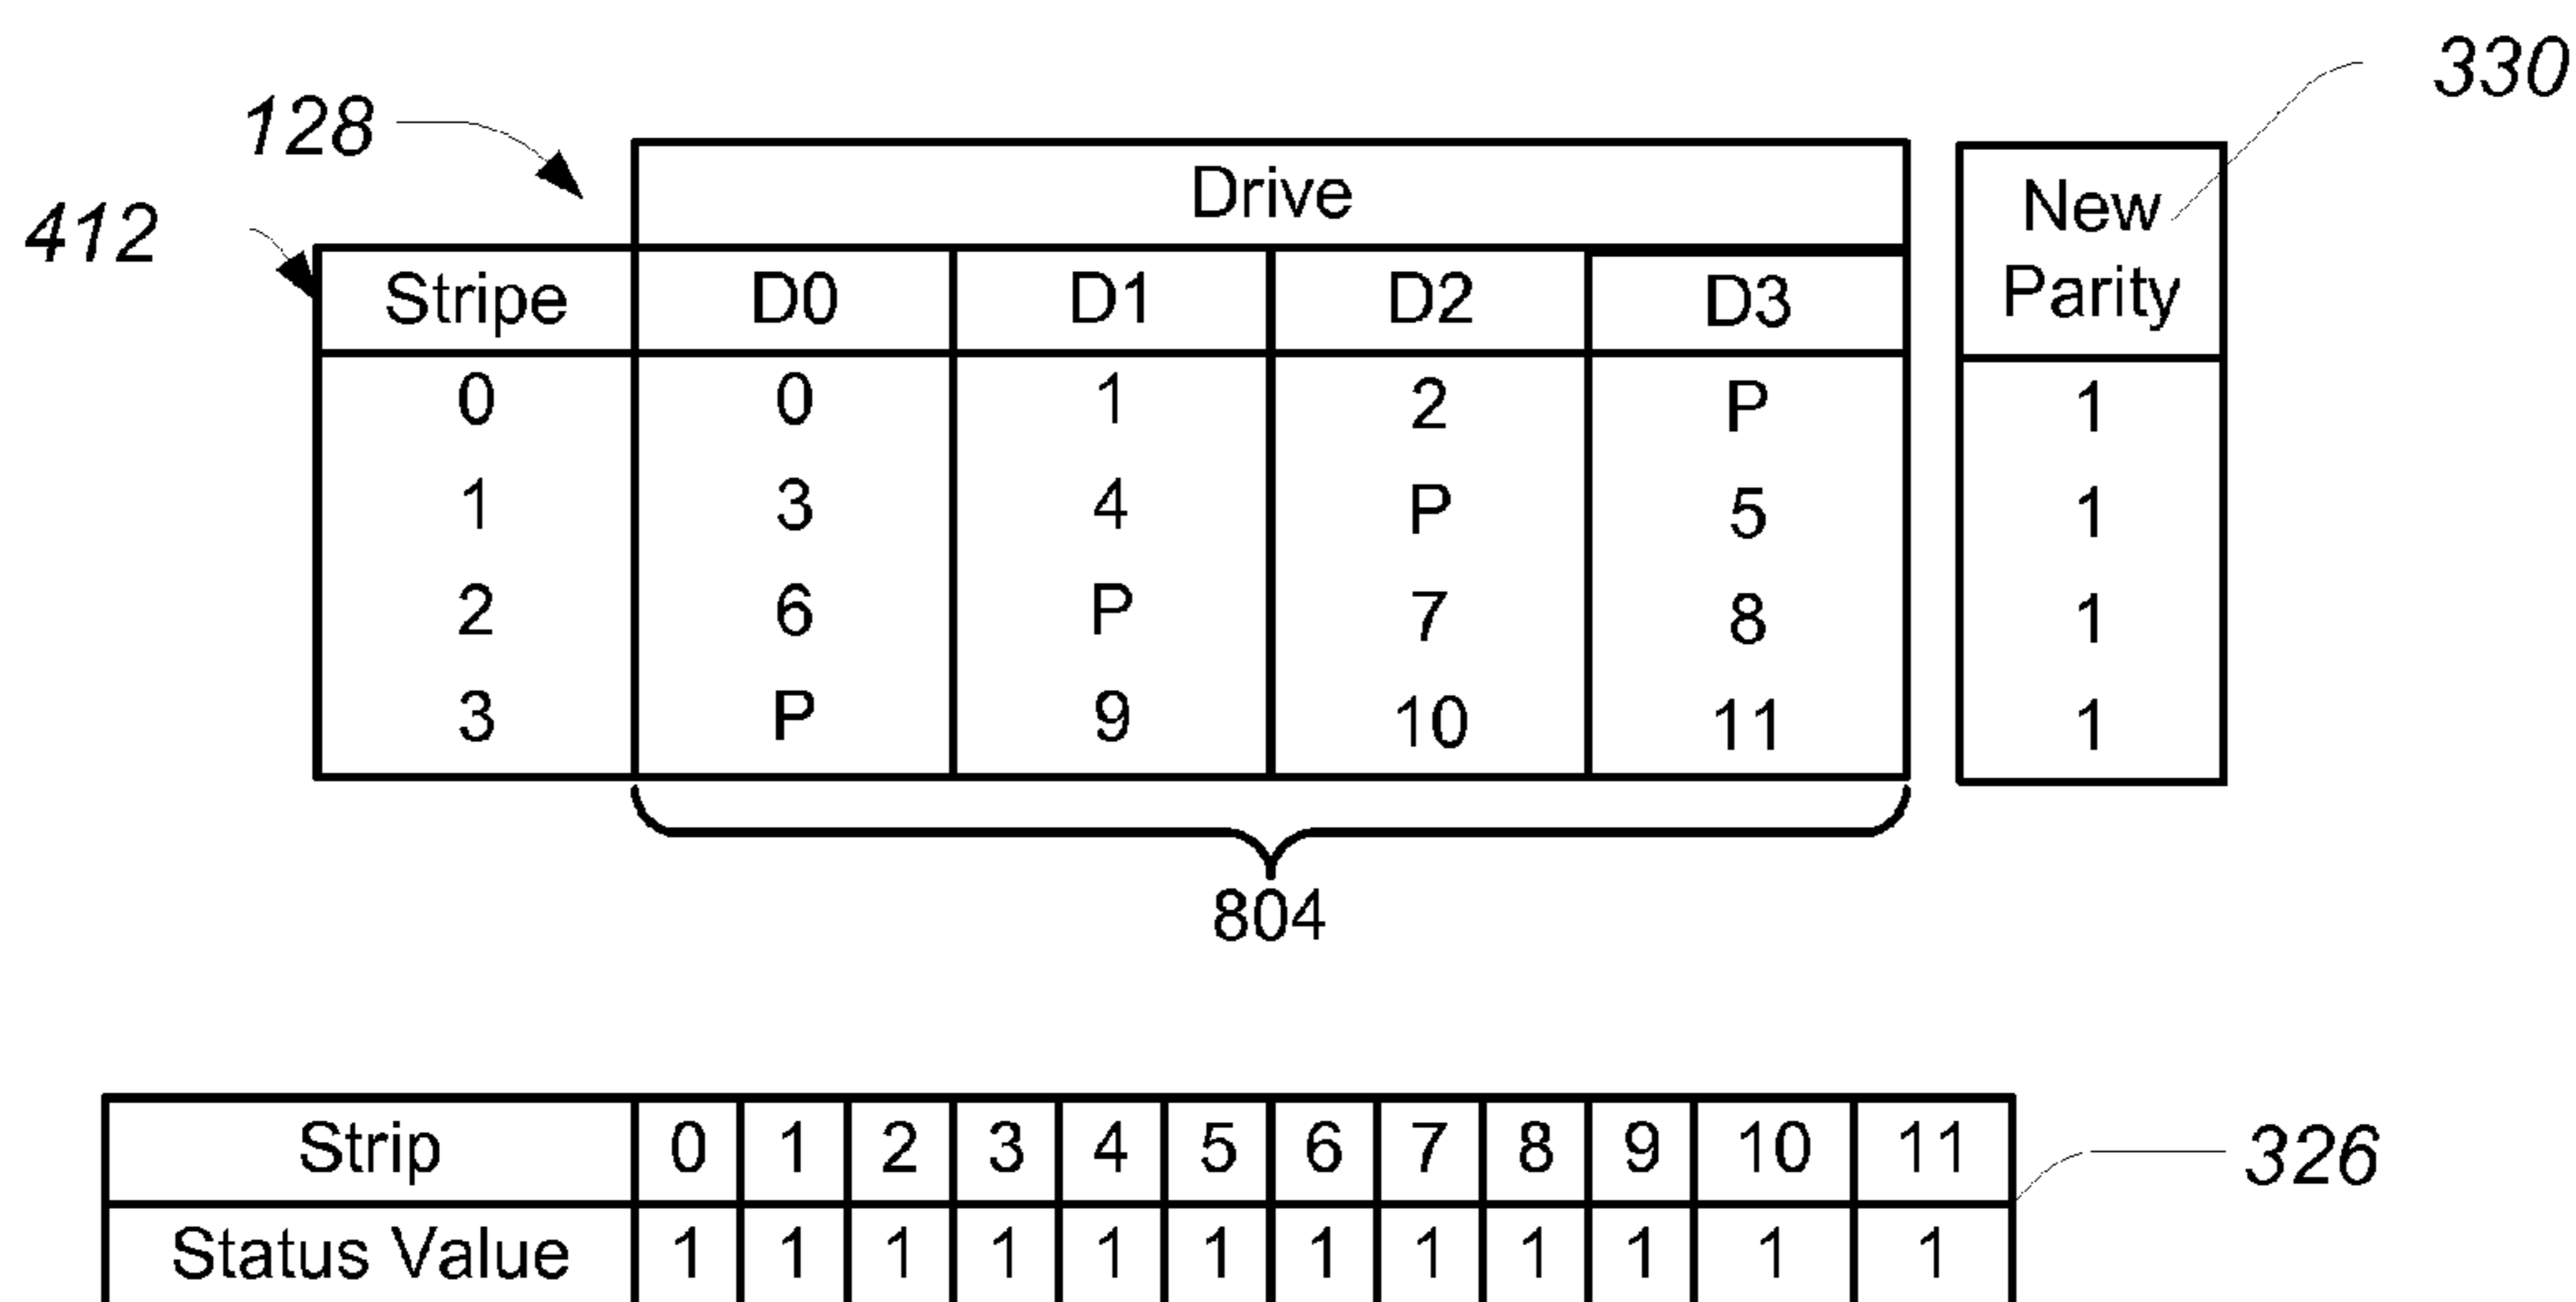 330
128
Drive
New
Parity
412
Stripe D0 D1 D2 D3
0 0 1 2 P 1
1 3 4 P 5 1
2 6 P 7 8 1
3 P 9 10 11 1
804
Strip 0 1 2 3 4 5 6 7 8 9 10 11
326
Status Value 1 1 1 1 1 1 1 1 1 1 1 1